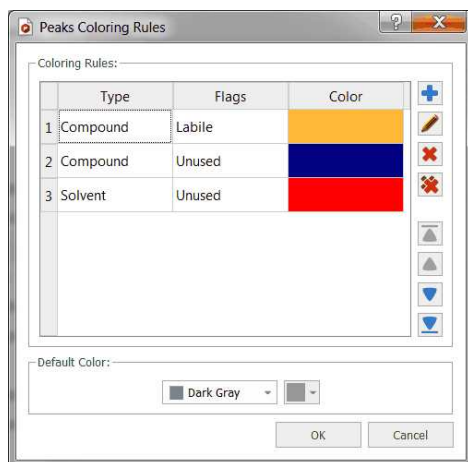 Peaks Coloring Rules
Coloring Rules:
Type Flags Color
1 Compound Labile
2 Compound Unused
3 Solvent Unused
Default Color:
Dark Gray
OK Cancel